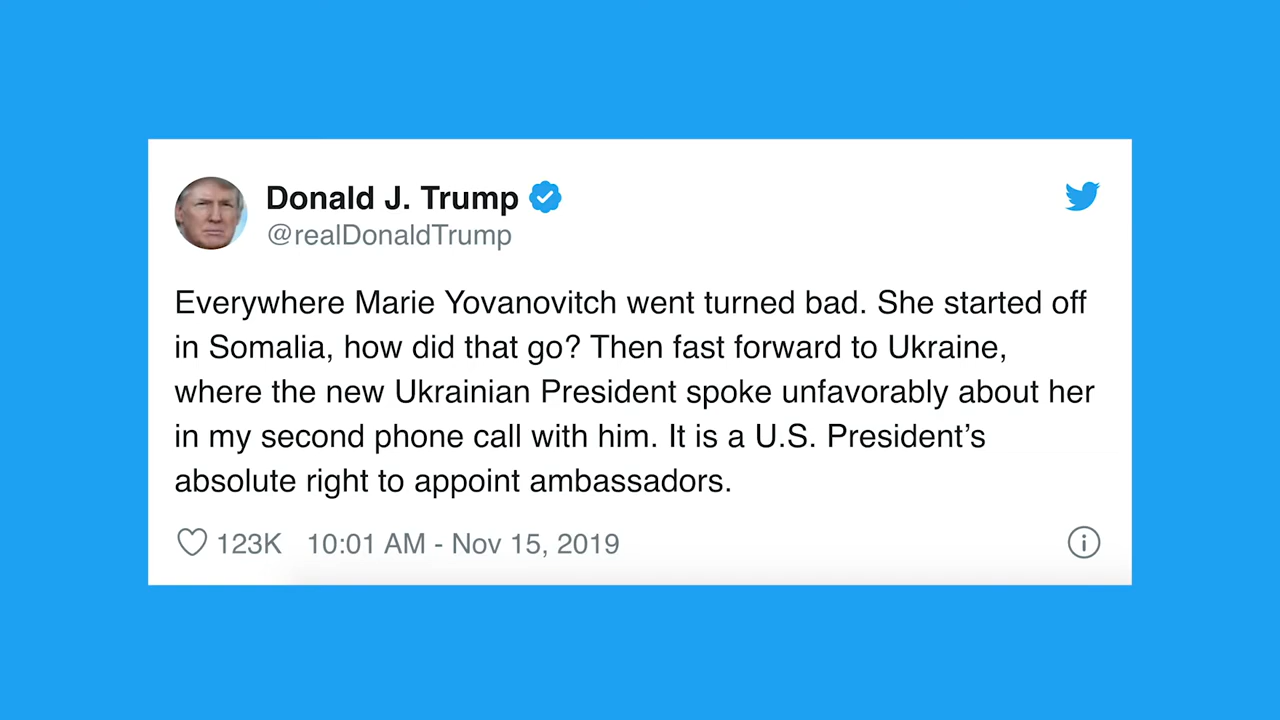 Donald J. Trump
@realDonaldTrump
Everywhere Marie Yovanovitch went turned bad. She started off
in Somalia, how did that go? Then fast forward to Ukraine,
where the new Ukrainian President spoke unfavorably about her
in my second phone call with him. It is a U.S. President’s
absolute right to appoint ambassadors.
123K 10:01 AM - Nov 15, 2019